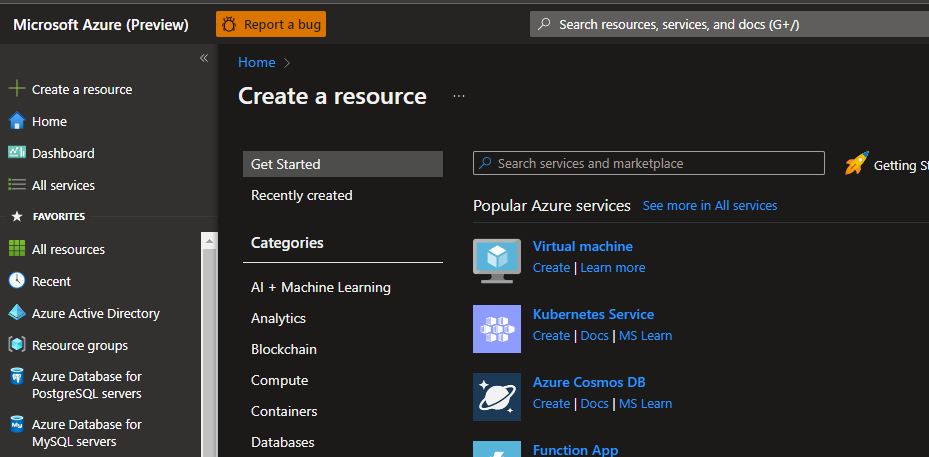 Microsoft Azure (Preview)
Report a bug
Search resources, services, and docs (G+/)
«
Create a resource
Home
Dashboard
All services
FAVORITES
All resources
Recent
Azure Active Directory
Resource groups
Azure Database for
PostgreSQL servers
Azure Database for
MySQL servers
Home >
Create a resource ...
Get Started
Recently created
Categories
AI + Machine Learning
Analytics
Blockchain
Compute
Containers
Databases
Search services and marketplace
Getting St
Popular Azure services See more in All services
Virtual machine
Create | Learn more
Kubernetes Service
Create | Docs | MS Learn
Azure Cosmos DB
Create | Docs | MS Learn
Function App